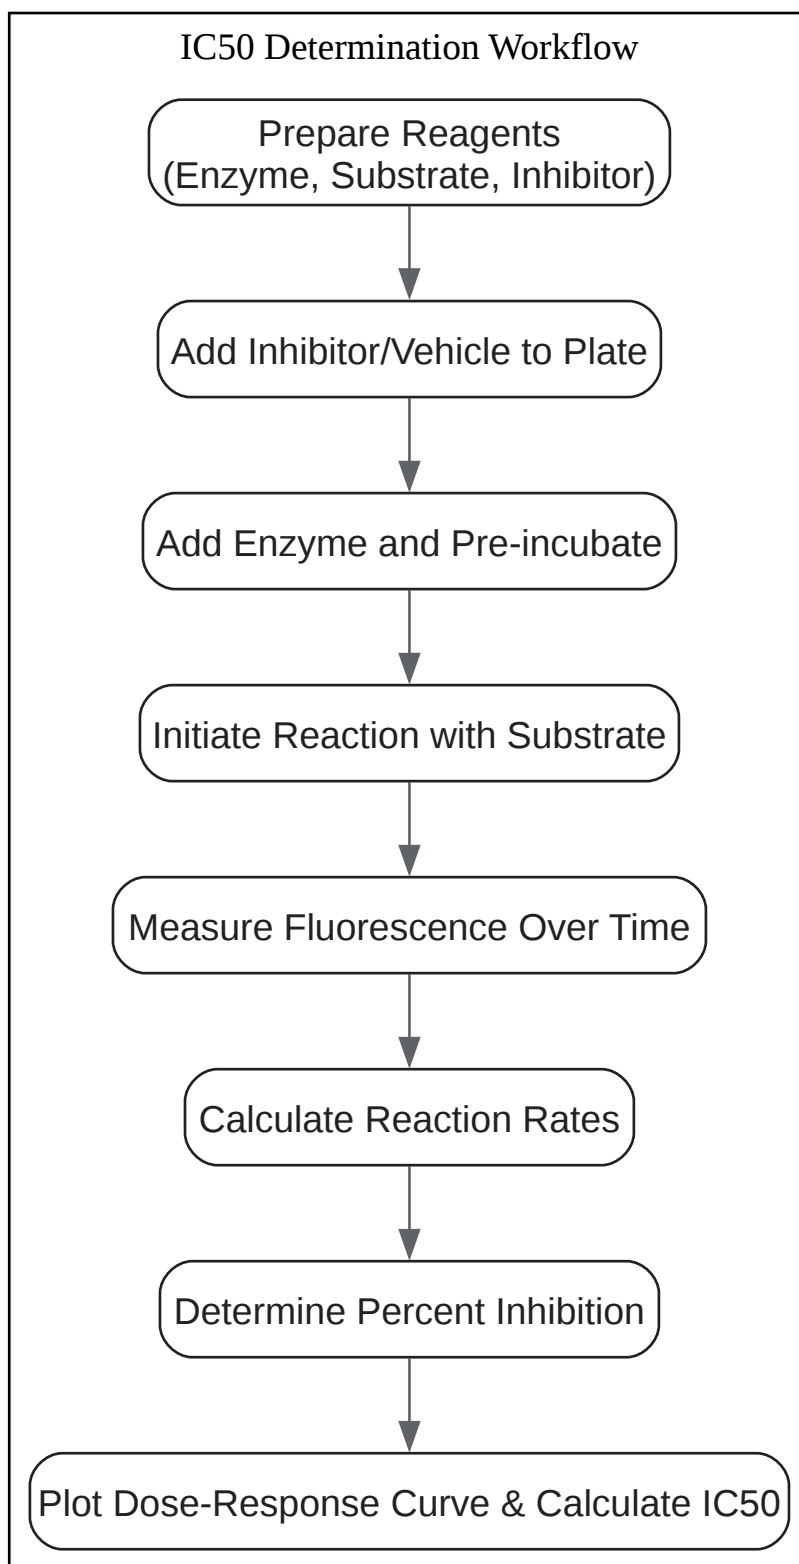 IC50 Determination Workflow
Prepare Reagents
(Enzyme, Substrate, Inhibitor)
Add Inhibitor/Vehicle to Plate
Add Enzyme and Pre-incubate
Initiate Reaction with Substrate
Measure Fluorescence Over Time
Calculate Reaction Rates
Determine Percent Inhibition
Plot Dose-Response Curve & Calculate IC50